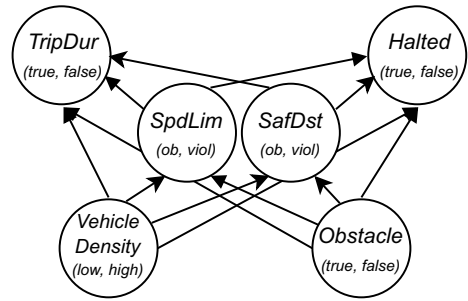 TripDur
(true, false)
Halted
(true, false)
SpdLim
(ob, viol)
SafDst
(ob, viol)
Vehicle
Density
(low, high)
Obstacle
(true, false)